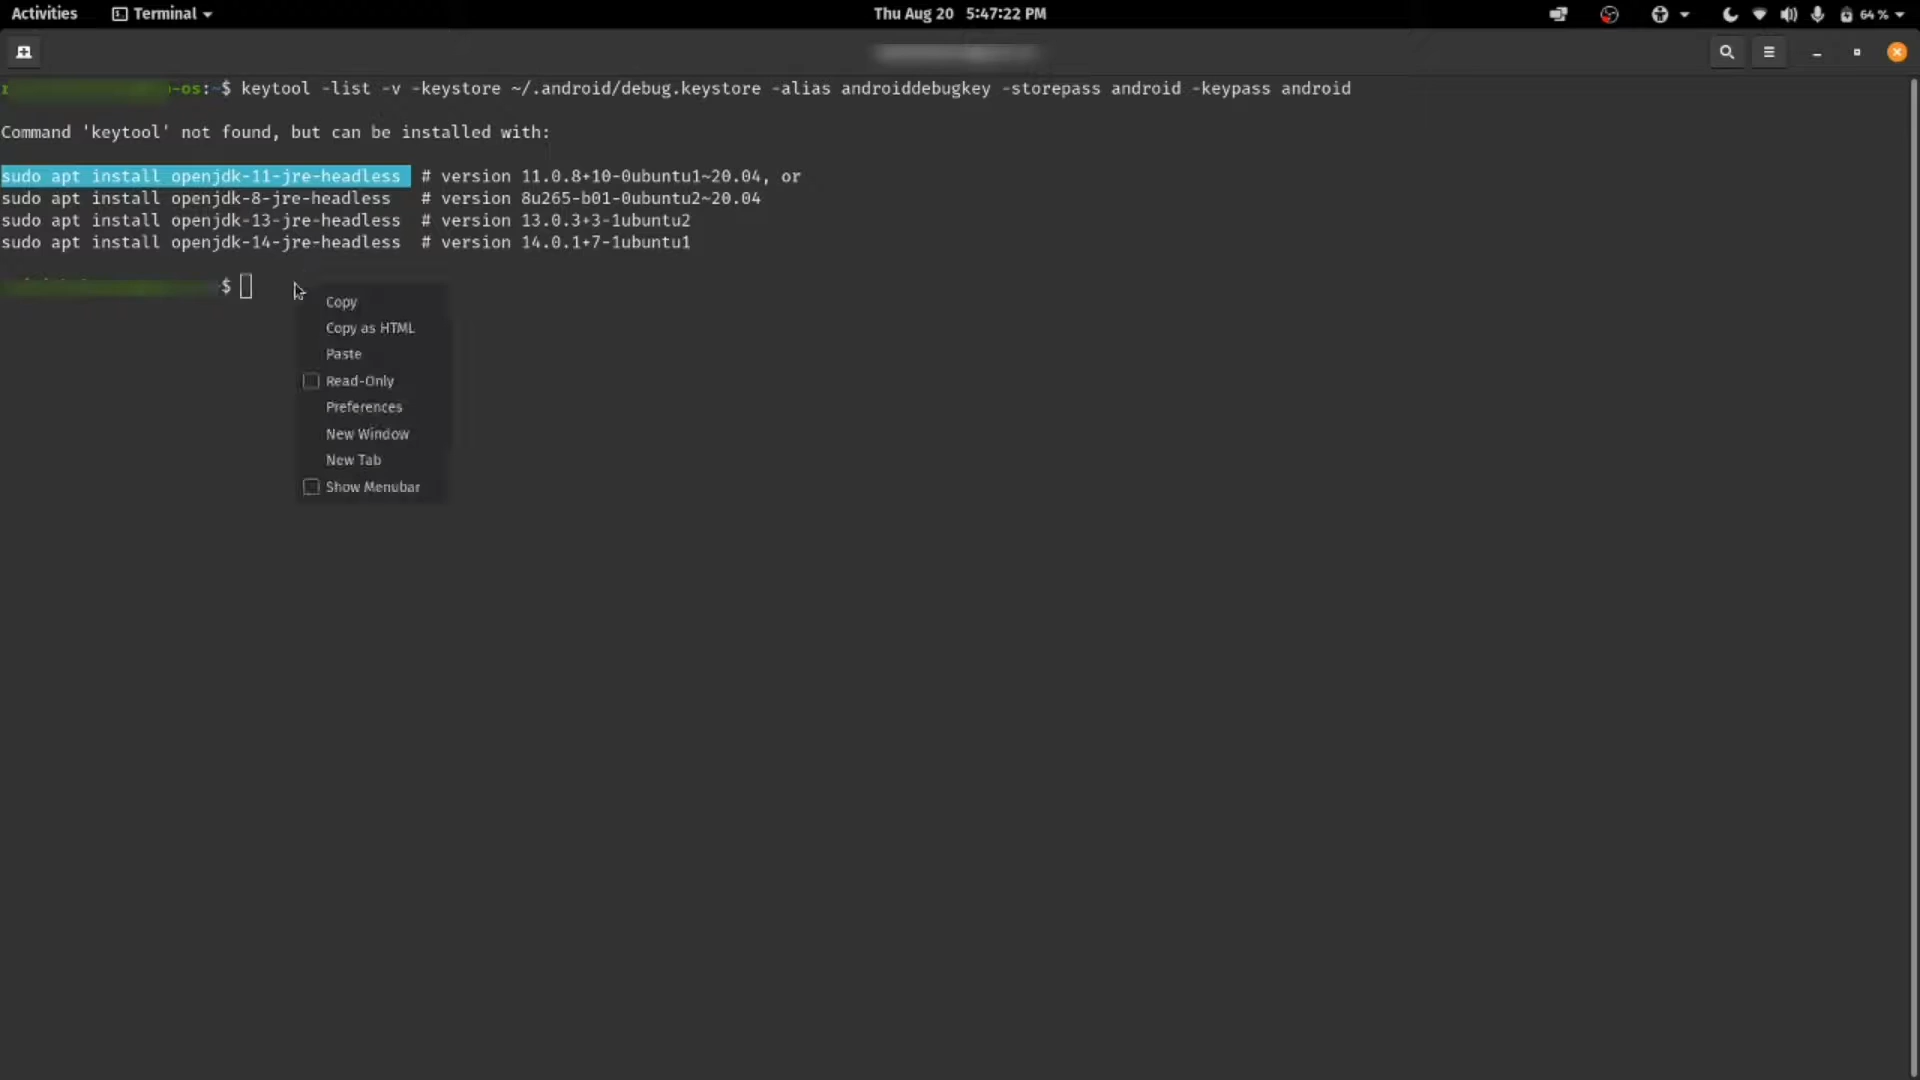 Activities Terminal Thu Aug 20 5:47:22 PM 64 %
-os:~$ keytool -list -v -keystore ~/.android/debug.keystore -alias androiddebugkey -storepass android -keypass android
Command 'keytool' not found, but can be installed with:
sudo apt install openjdk-11-jre-headless # version 11.0.8+10-0ubuntu1~20.04, or
sudo apt install openjdk-8-jre-headless # version 8u265-b01-0ubuntu2~20.04
sudo apt install openjdk-13-jre-headless # version 13.0.3+3-1ubuntu2
sudo apt install openjdk-14-jre-headless # version 14.0.1+7-1ubuntu1
$
Copy
Copy as HTML
Paste
Read-Only
Preferences
New Window
New Tab
Show Menubar